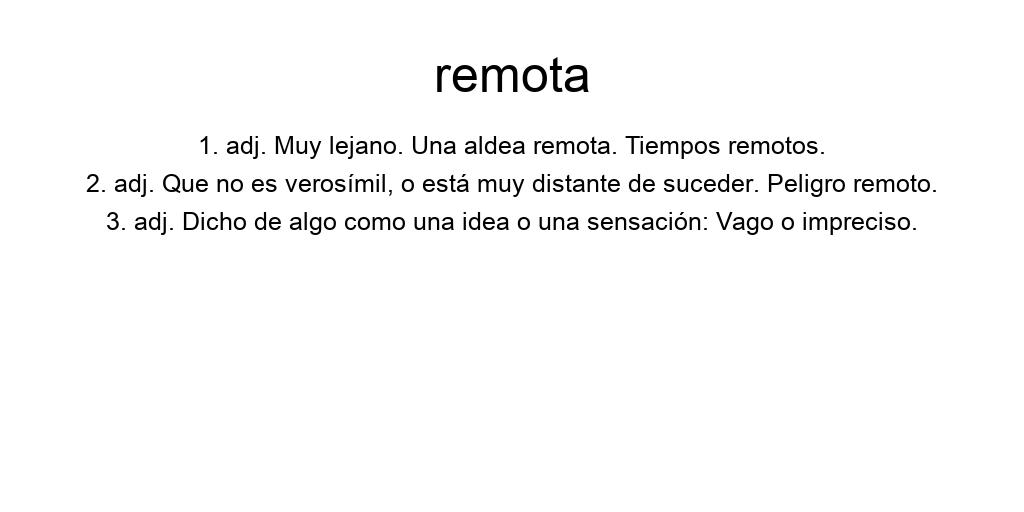 remota
1. adj. Muy lejano. Una aldea remota. Tiempos remotos.
2. adj. Que no es verosímil, o está muy distante de suceder. Peligro remoto.
3. adj. Dicho de algo como una idea o una sensación: Vago o impreciso.